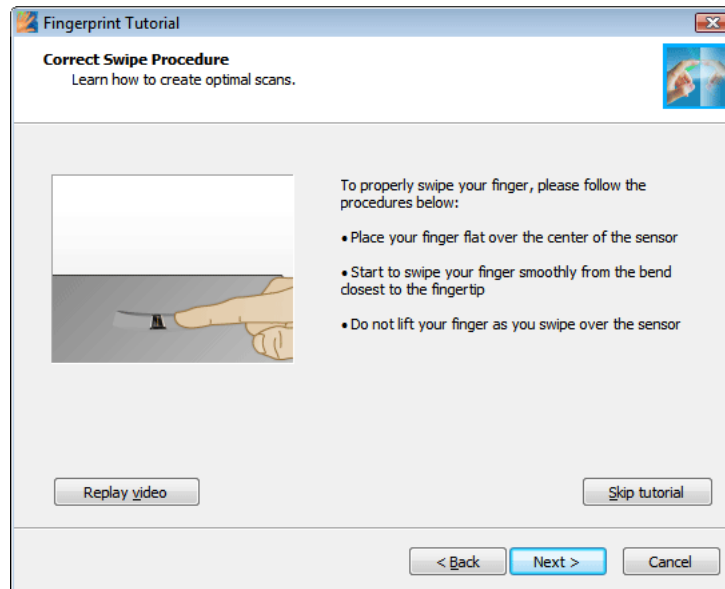 Fingerprint Tutorial
Correct Swipe Procedure
Learn how to create optimal scans.
To properly swipe your finger, please follow the
procedures below:
• Place your finger flat over the center of the sensor
• Start to swipe your finger smoothly from the bend
closest to the fingertip
• Do not lift your finger as you swipe over the sensor
Replay video
Skip tutorial
< Back
Next >
Cancel